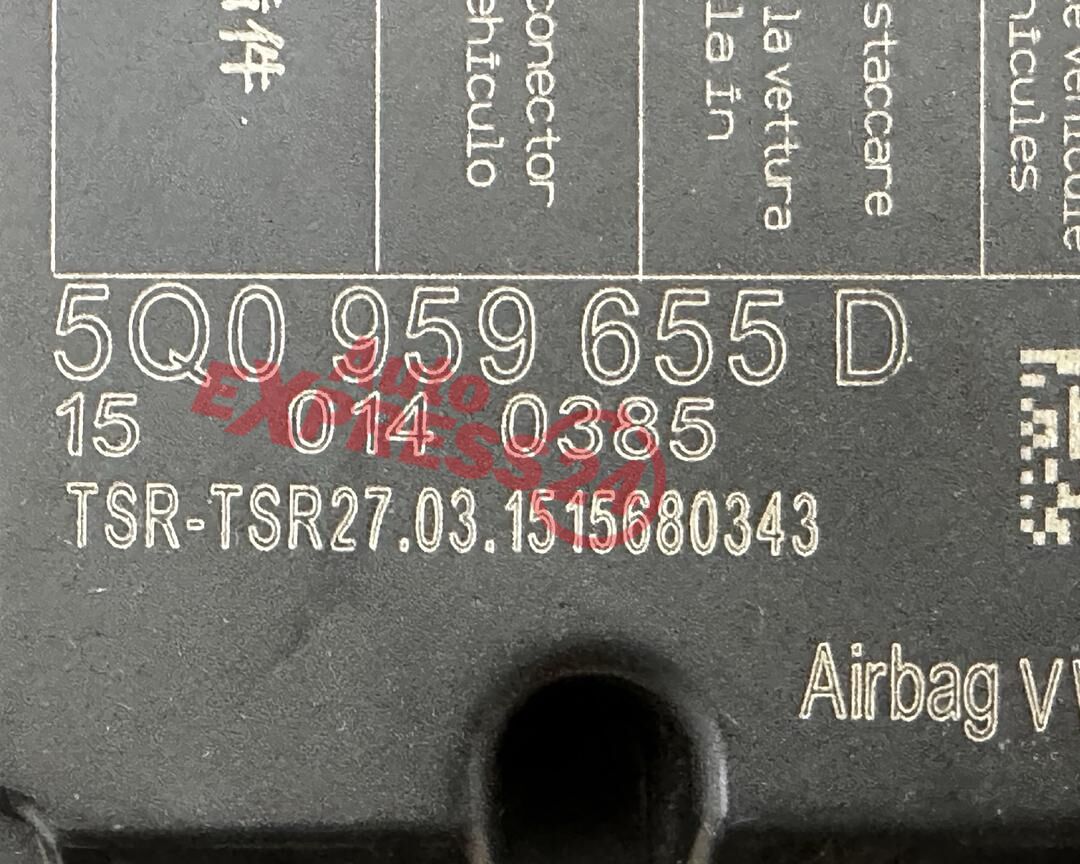 件
conector
ehículo
staccare
la vettura
la in
hicules
5Q0 959 655 D
15 014 0385
TSR-TSR27.03.1515680343
Auto
EXPRESS24
Airbag V